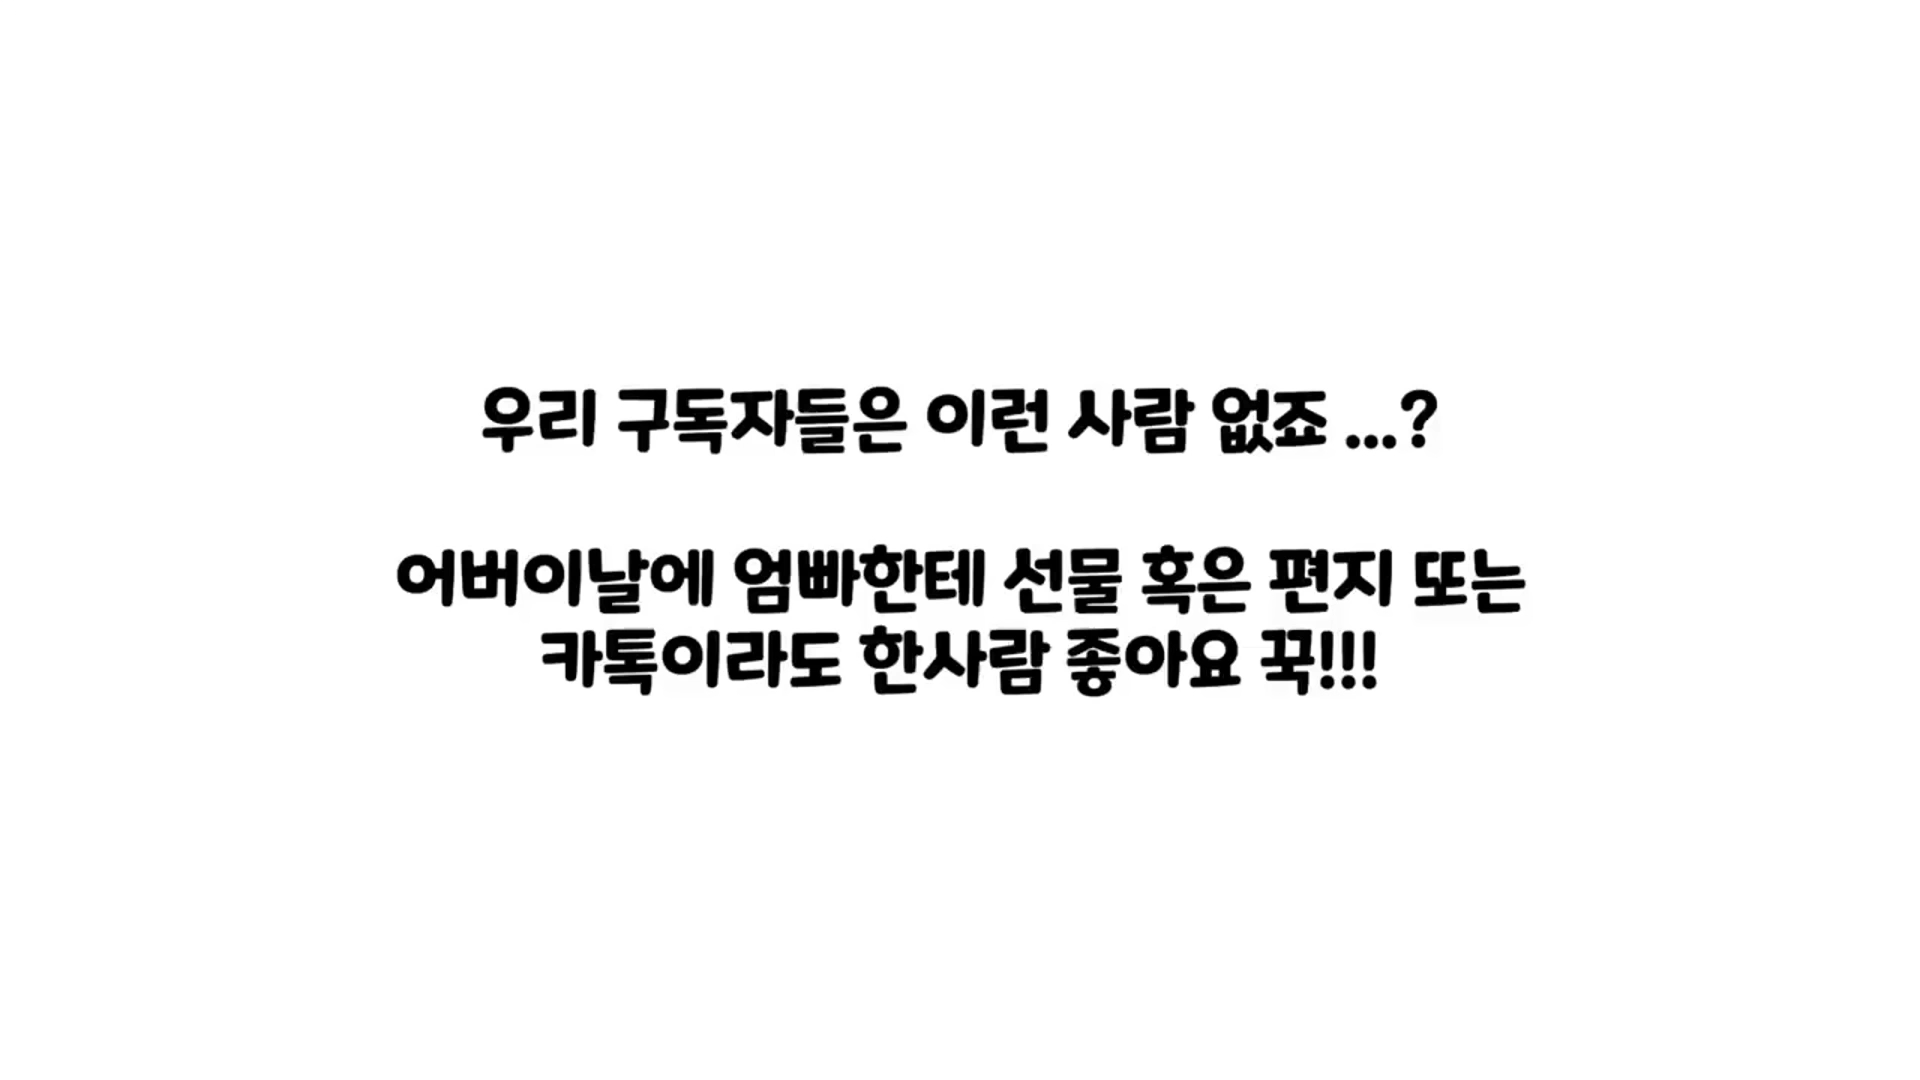 우리 구독자들은 이런 사람 없죠 ...?
어버이날에 엄빠한테 선물 혹은 편지 또는
카톡이라도 한사람 좋아요 꾹!!!